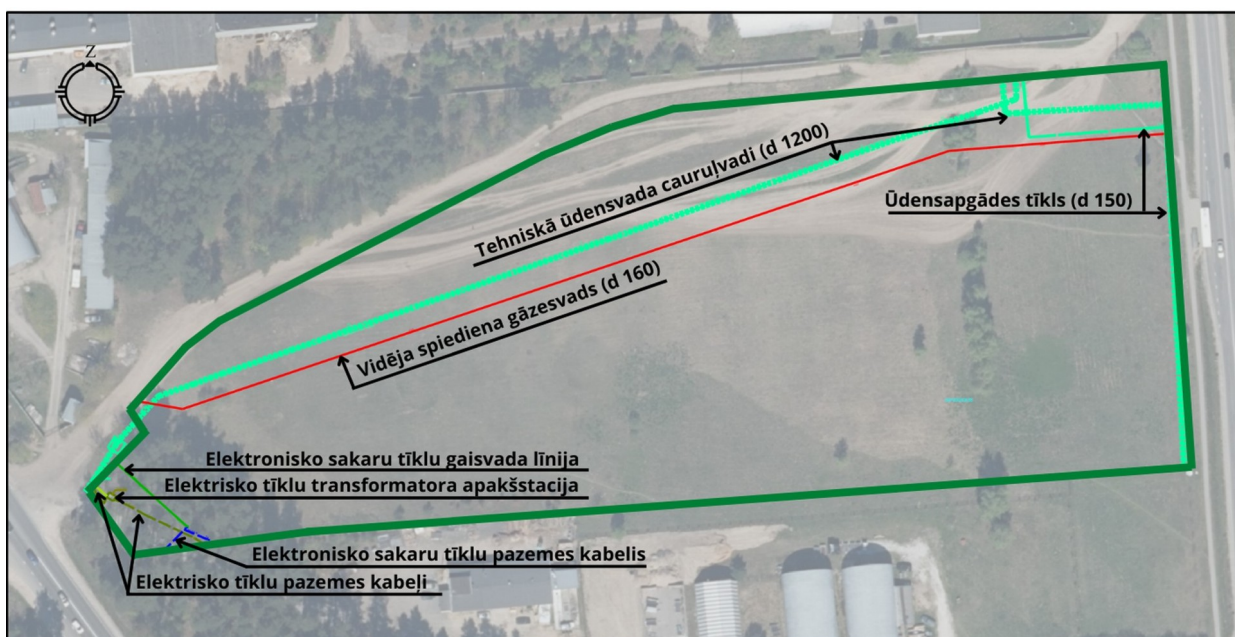 Z
Tehniskā ūdensvada cauruļvadi (d 1200)
Ūdensapgādes tīkls (d 150)
Vidēja spiediena gāzesvads (d 160)
Elektronisko sakaru tīklu gaisvada līnija
Elektrisko tīklu transformatora apakšstacija
Elektronisko sakaru tīklu pazemes kabelis
Elektrisko tīklu pazemes kabeļi